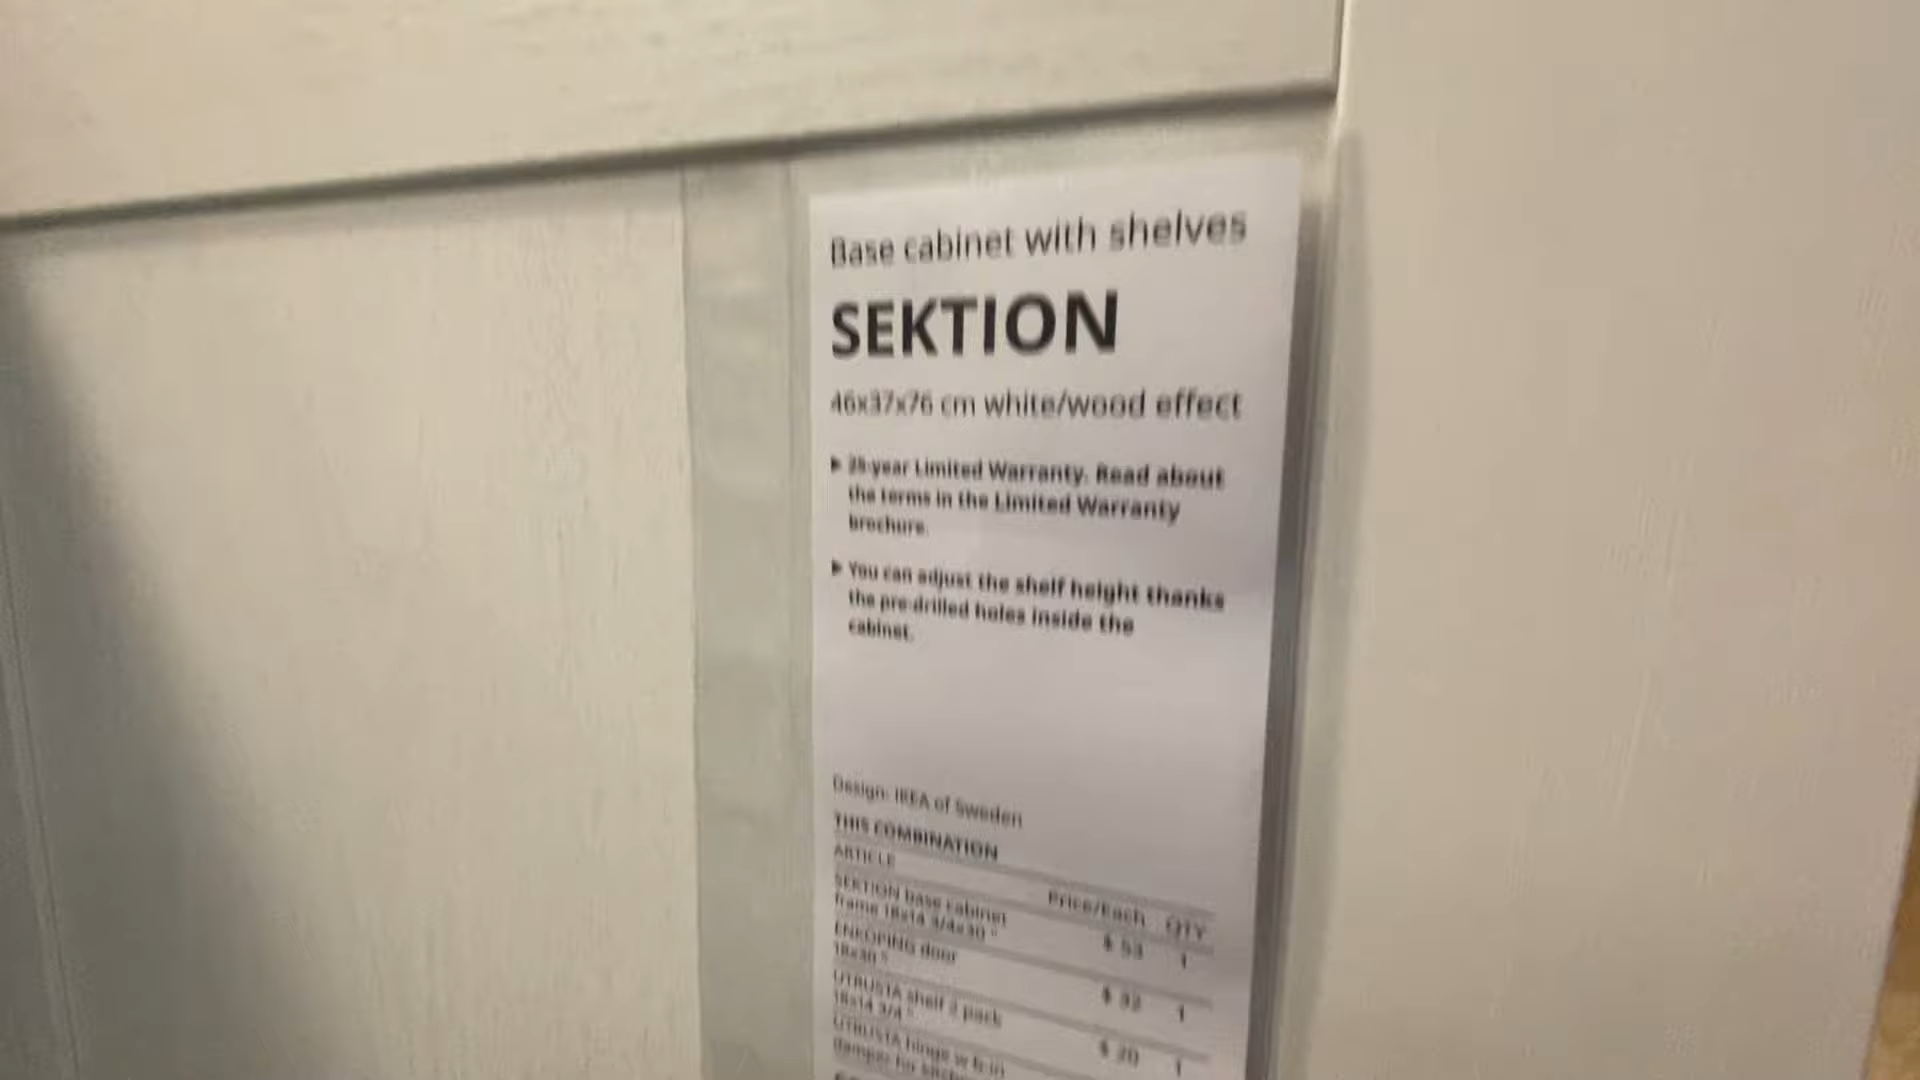 Base cabinet with shelves
SEKTION
46x37x76 cm white/wood effect
▶ 25-year Limited Warranty. Read about
the terms in the Limited Warranty
brochure.
▶ You can adjust the shelf height thanks
the pre-drilled holes inside the
cabinet.
Design: IKEA of Sweden
THIS COMBINATION
ARTICLE Price/Each QTY
SEKTION base cabinet
frame 18x14 3/4x30 " $ 53 1
ENKÖPING door
18x30 " $ 32 1
UTRUSTA shelf 2 pack
18x14 3/4 " $ 20 1
UTRUSTA hinge w b-in
damper for